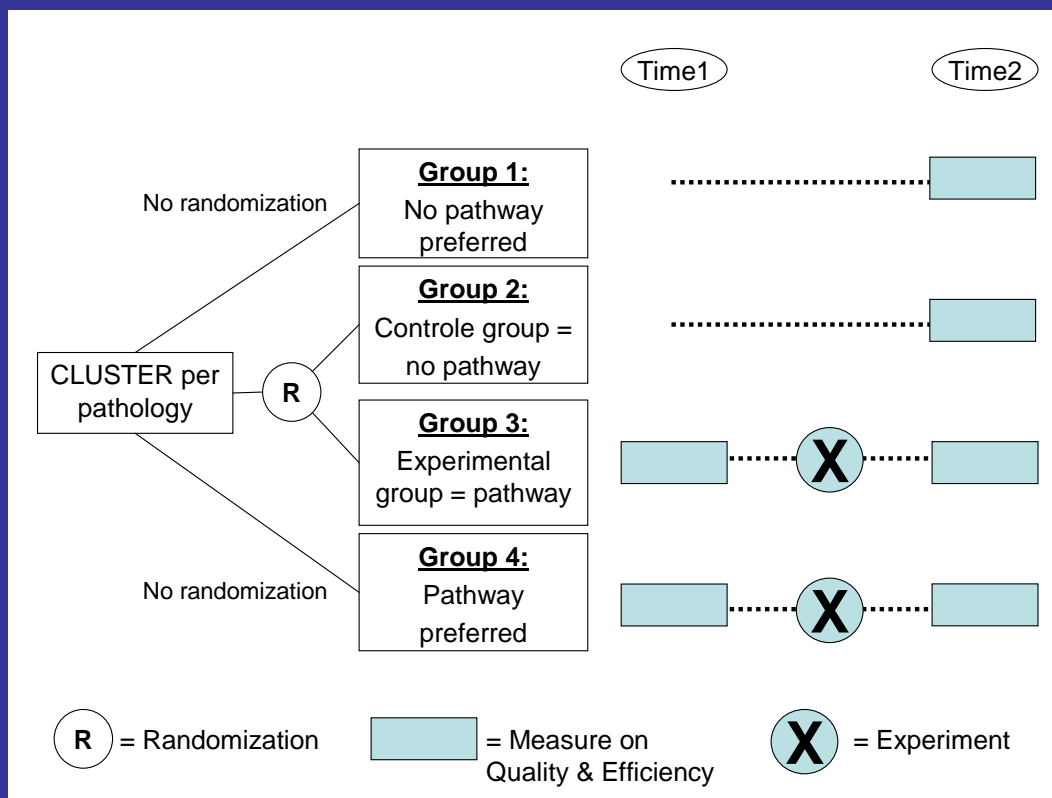 Time1
Time2
No randomization
Group 1:
No pathway
preferred
Group 2:
Controle group =
no pathway
CLUSTER per
pathology
R
Group 3:
Experimental
group = pathway
X
No randomization
Group 4:
Pathway
preferred
X
R
= Randomization
= Measure on
Quality & Efficiency
X
= Experiment